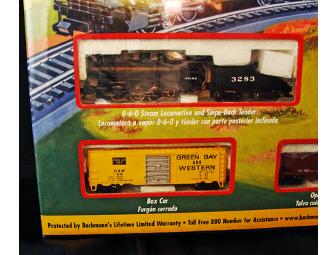 3283
0-6-0 Steam Locomotive and Slope-Back Tender
Locomotora a vapor 0-6-0 y ténder con parte posterior inclinada
GREEN BAY
AND
WESTERN
Box Car
Furgón cerrado
Protected by Bachmann's Lifetime Limited Warranty • Toll Free 800 Number for Assistance • www.bachm